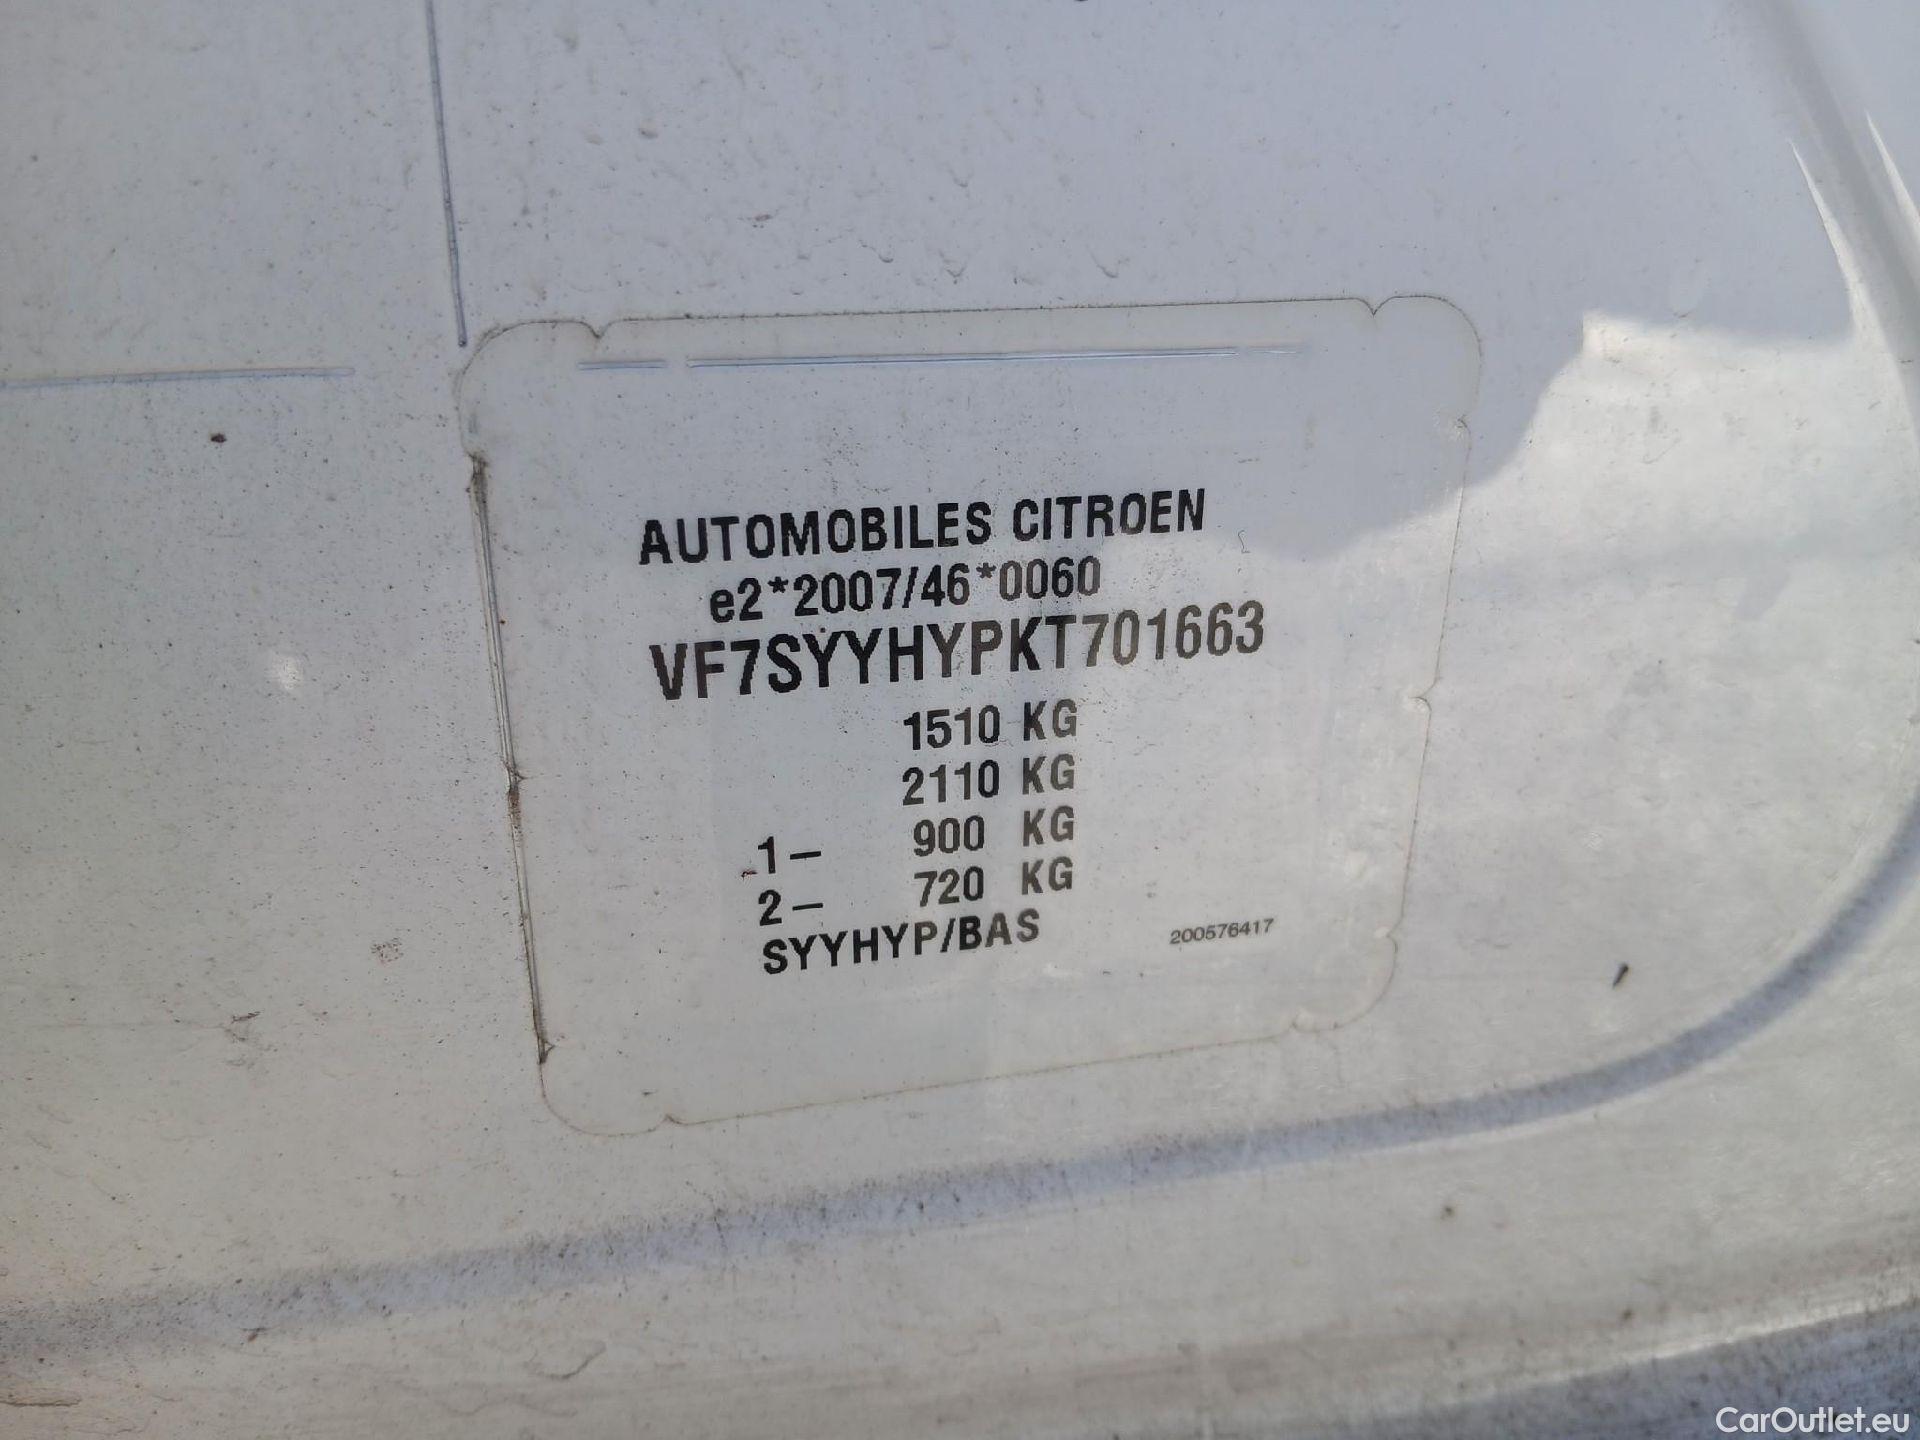 AUTOMOBILES CITROEN
e2*2007/46*0060
VF7SYYHYPKT701663
1510 KG
2110 KG
1- 900 KG
2- 720 KG
SYYHYP/BAS 200576417
CarOutlet.eu